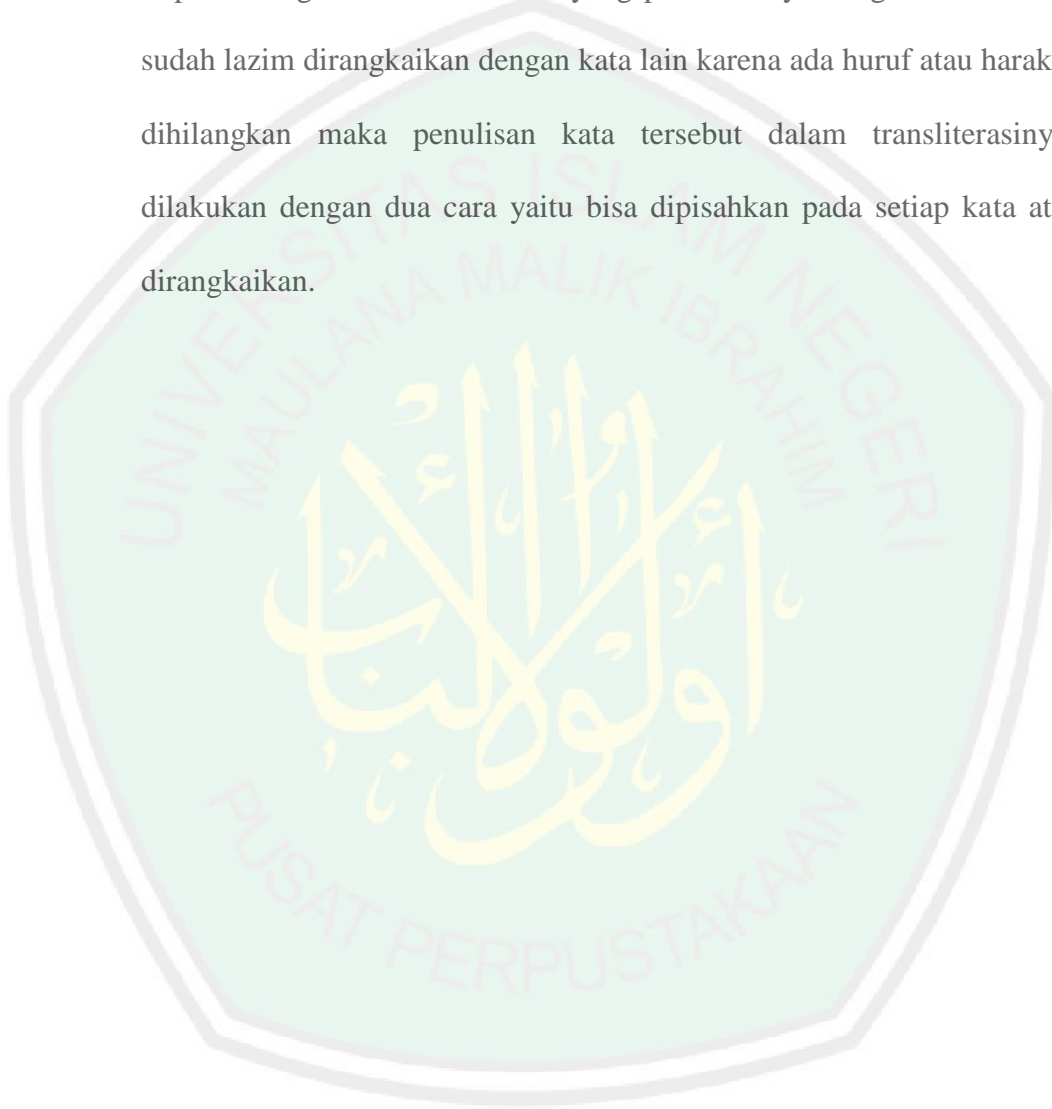 sudah lazim dirangkaikan dengan kata lain karena ada huruf atau harak
dihilangkan maka penulisan kata tersebut dalam transliterasiny
dilakukan dengan dua cara yaitu bisa dipisahkan pada setiap kata at
dirangkaikan.
UNIVERSITAS ISLAM NEGERI
MAULANA MALIK IBRAHIM
أولو الألباب
PUSAT PERPUSTAKAAN